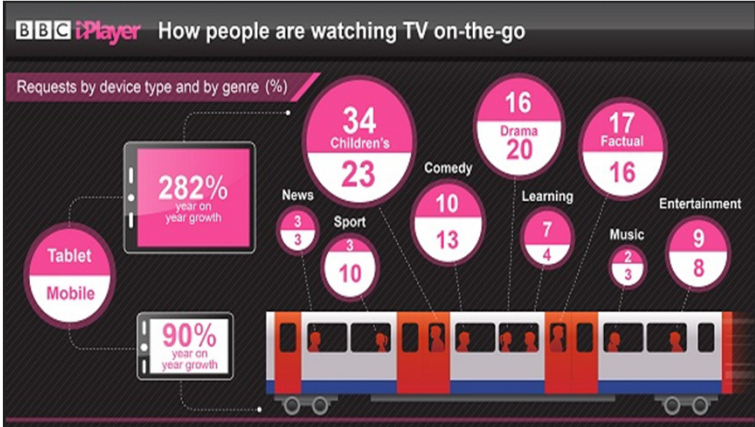 BBC iPlayer How people are watching TV on-the-go
Requests by device type and by genre (%)
Tablet
Mobile
282%
year on
year growth
90%
year on
year growth
News
3
3
Sport
3
10
34
Children's
23
Comedy
10
13
16
Drama
20
Learning
7
4
17
Factual
16
Music
2
3
Entertainment
9
8